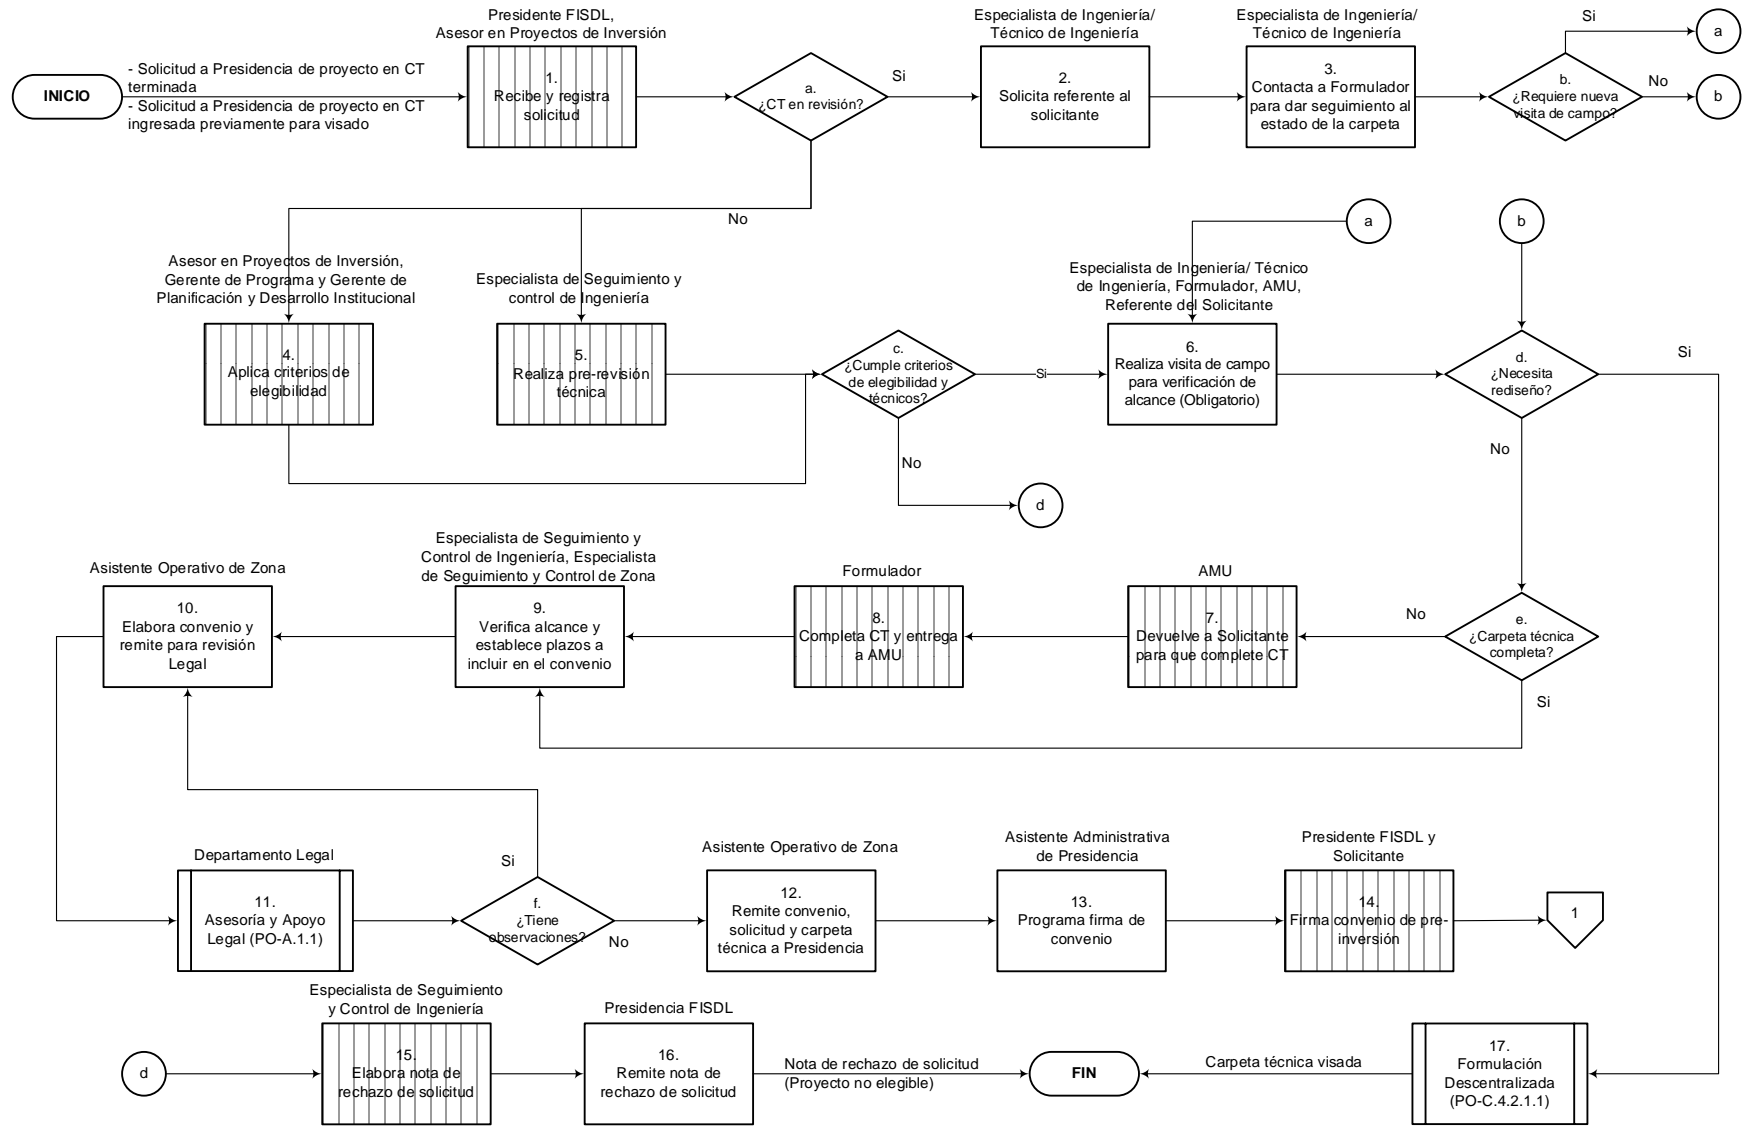 INICIO
- Solicitud a Presidencia de proyecto en CT
terminada
- Solicitud a Presidencia de proyecto en CT
ingresada previamente para visado
Presidente FISDL,
Asesor en Proyectos de Inversión
1.
Recibe y registra
solicitud
a.
¿CT en revisión?
Si
No
Especialista de Ingeniería/
Técnico de Ingeniería
2.
Solicita referente al
solicitante
Especialista de Ingeniería/
Técnico de Ingeniería
3.
Contacta a Formulador
para dar seguimiento al
estado de la carpeta
b.
¿Requiere nueva
visita de campo?
Si
a
No
b
Asesor en Proyectos de Inversión,
Gerente de Programa y Gerente de
Planificación y Desarrollo Institucional
4.
Aplica criterios de
elegibilidad
Especialista de Seguimiento y
control de Ingeniería
5.
Realiza pre-revisión
técnica
c.
¿Cumple criterios
de elegibilidad y
técnicos?
Si
No
d
a
Especialista de Ingeniería/ Técnico
de Ingeniería, Formulador, AMU,
Referente del Solicitante
6.
Realiza visita de campo
para verificación de
alcance (Obligatorio)
b
d.
¿Necesita
rediseño?
Si
No
Asistente Operativo de Zona
10.
Elabora convenio y
remite para revisión
Legal
Especialista de Seguimiento y
Control de Ingeniería, Especialista
de Seguimiento y Control de Zona
9.
Verifica alcance y
establece plazos a
incluir en el convenio
Formulador
8.
Completa CT y entrega
a AMU
AMU
7.
Devuelve a Solicitante
para que complete CT
No
e.
¿Carpeta técnica
completa?
Si
Departamento Legal
11.
Asesoría y Apoyo
Legal (PO-A.1.1)
Si
f.
¿Tiene
observaciones?
No
Asistente Operativo de Zona
12.
Remite convenio,
solicitud y carpeta
técnica a Presidencia
Asistente Administrativa
de Presidencia
13.
Programa firma de
convenio
Presidente FISDL y
Solicitante
14.
Firma convenio de pre-
inversión
1
d
Especialista de Seguimiento
y Control de Ingeniería
15.
Elabora nota de
rechazo de solicitud
Presidencia FISDL
16.
Remite nota de
rechazo de solicitud
Nota de rechazo de solicitud
(Proyecto no elegible)
FIN
Carpeta técnica visada
17.
Formulación
Descentralizada
(PO-C.4.2.1.1)